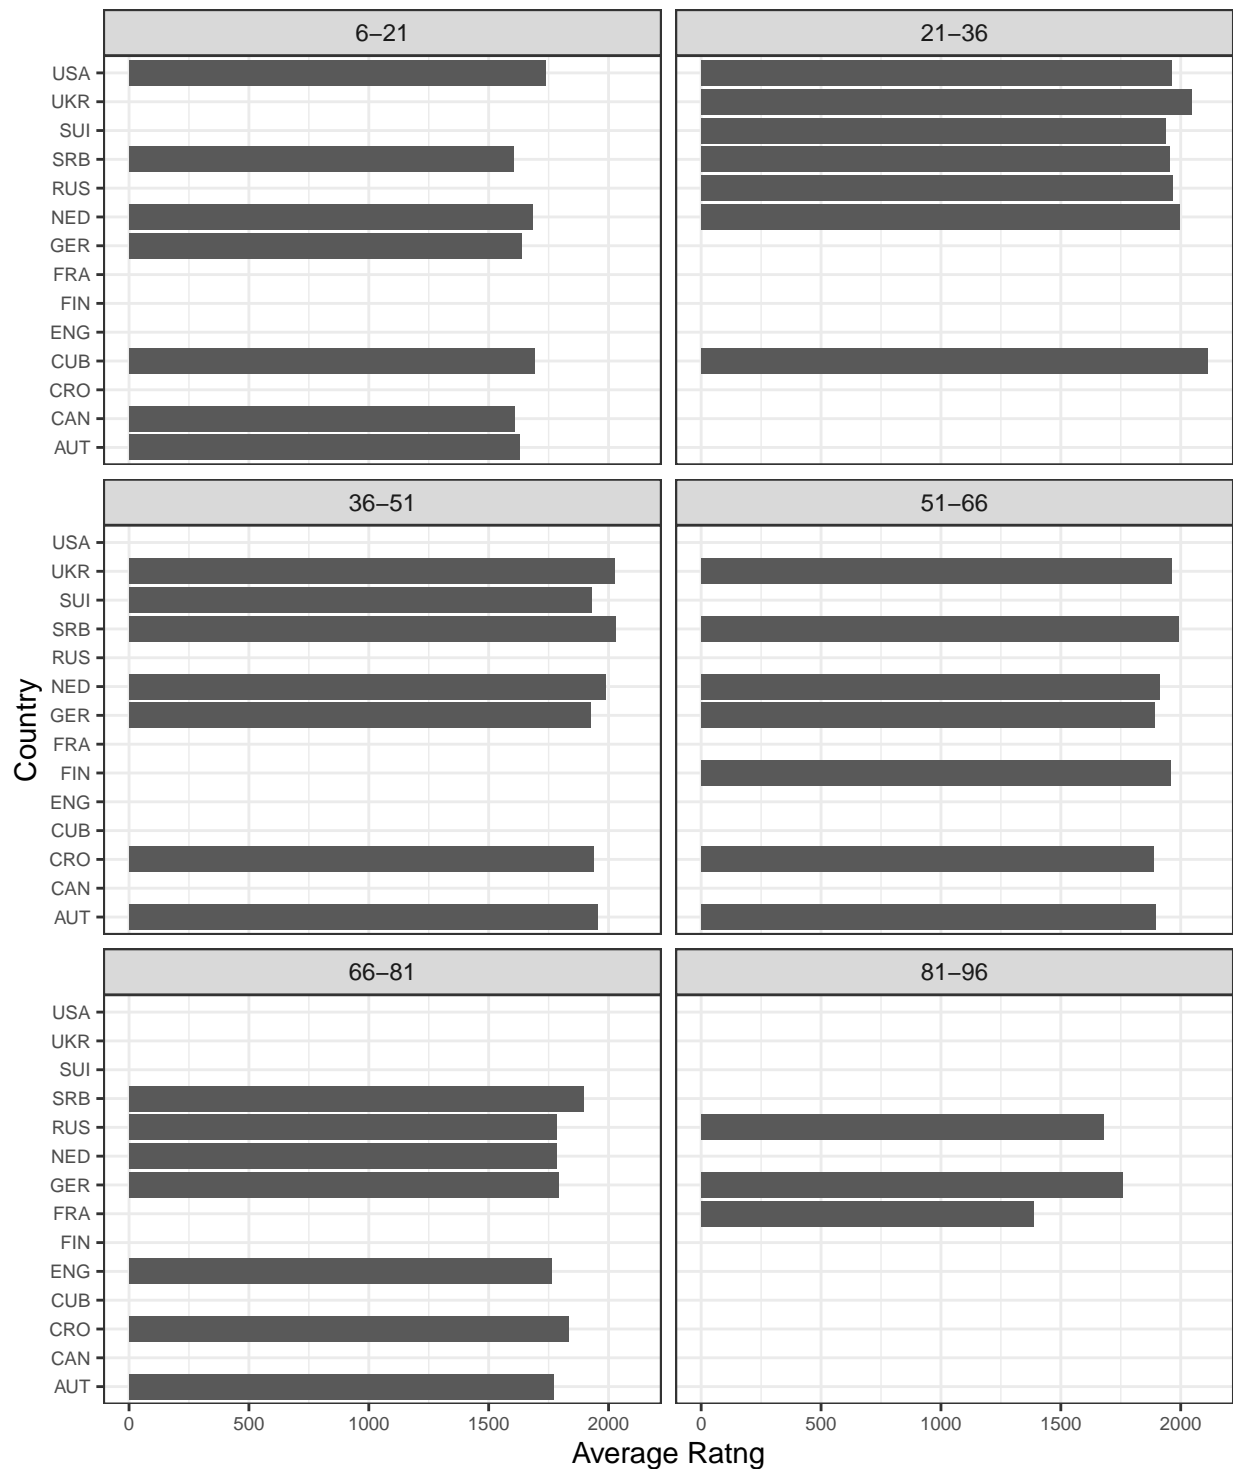 6–21
21–36
USA
UKR
SUI
SRB
RUS
NED
GER
FRA
FIN
ENG
CUB
CRO
CAN
AUT
36–51
51–66
USA
UKR
SUI
SRB
RUS
NED
GER
FRA
FIN
ENG
CUB
CRO
CAN
AUT
Country
66–81
81–96
USA
UKR
SUI
SRB
RUS
NED
GER
FRA
FIN
ENG
CUB
CRO
CAN
AUT
0 500 1000 1500 2000 0 500 1000 1500 2000
Average Ratng